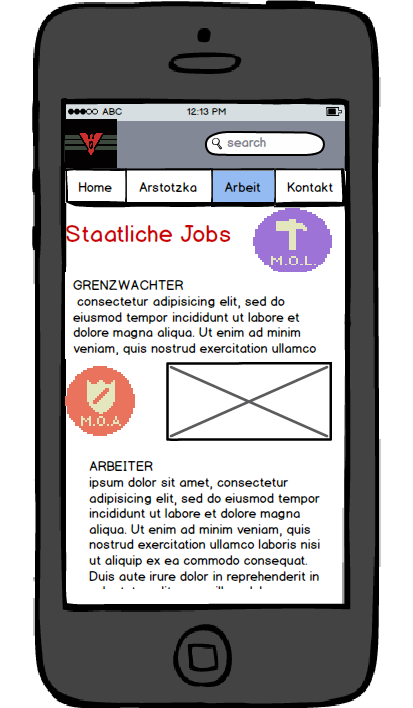 ABC 12:13 PM
search
Home Arstotzka Arbeit Kontakt
Staatliche Jobs
M.O.L.
GRENZWACHTER
consectetur adipisicing elit, sed do
eiusmod tempor incididunt ut labore et
dolore magna aliqua. Ut enim ad minim
veniam, quis nostrud exercitation ullamco
M.O.A
ARBEITER
ipsum dolor sit amet, consectetur
adipisicing elit, sed do eiusmod tempor
incididunt ut labore et dolore magna
aliqua. Ut enim ad minim veniam, quis
nostrud exercitation ullamco laboris nisi
ut aliquip ex ea commodo consequat.
Duis aute irure dolor in reprehenderit in